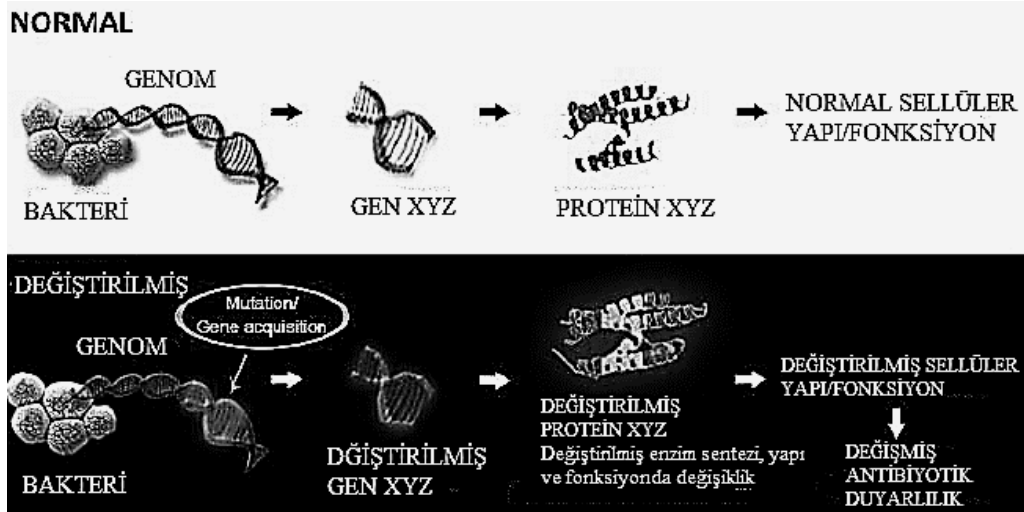 NORMAL
GENOM
BAKTERİ
GEN XYZ
PROTEİN XYZ
NORMAL SELLÜLER
YAPI/FONKSİYON
DEĞİŞTİRİLMİŞ
Mutation/
Gene acquisition
GENOM
BAKTERİ
DĞİŞTİRİLMİŞ
GEN XYZ
DEĞİŞTİRİLMİŞ
PROTEİN XYZ
Değiştirilmiş enzim sentezi, yapı
ve fonksiyonda değişiklik
DEĞİŞTİRİLMİŞ SELLÜLER
YAPI/FONKSİYON
DEĞİŞMİŞ
ANTİBİYOTİK
DUYARLILIK